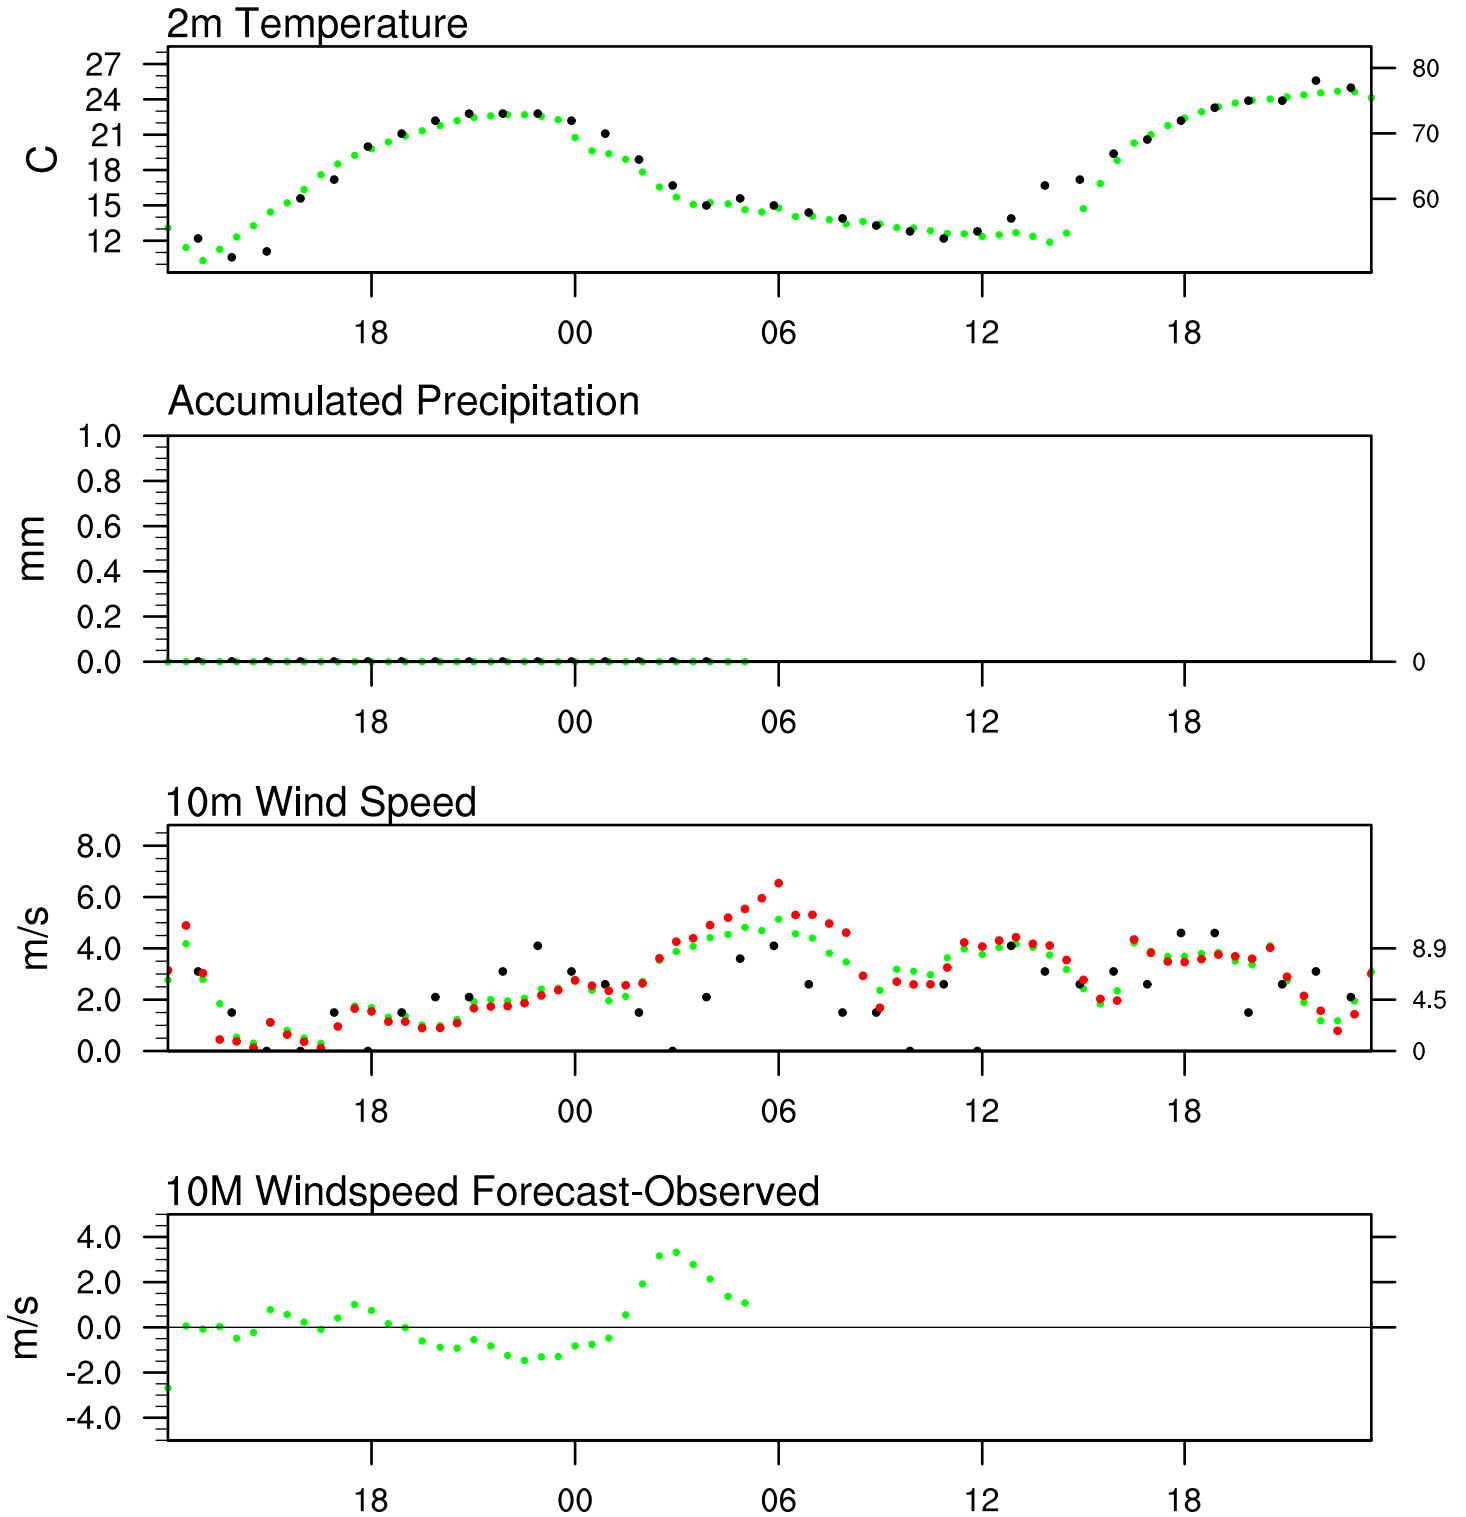 2m Temperature
27
24
21
18
15
12
C
80
70
60
18 00 06 12 18
Accumulated Precipitation
1.0
0.8
0.6
0.4
0.2
0.0
mm
0
18 00 06 12 18
10m Wind Speed
8.0
6.0
4.0
2.0
0.0
m/s
8.9
4.5
0
18 00 06 12 18
10M Windspeed Forecast-Observed
4.0
2.0
0.0
-2.0
-4.0
m/s
18 00 06 12 18